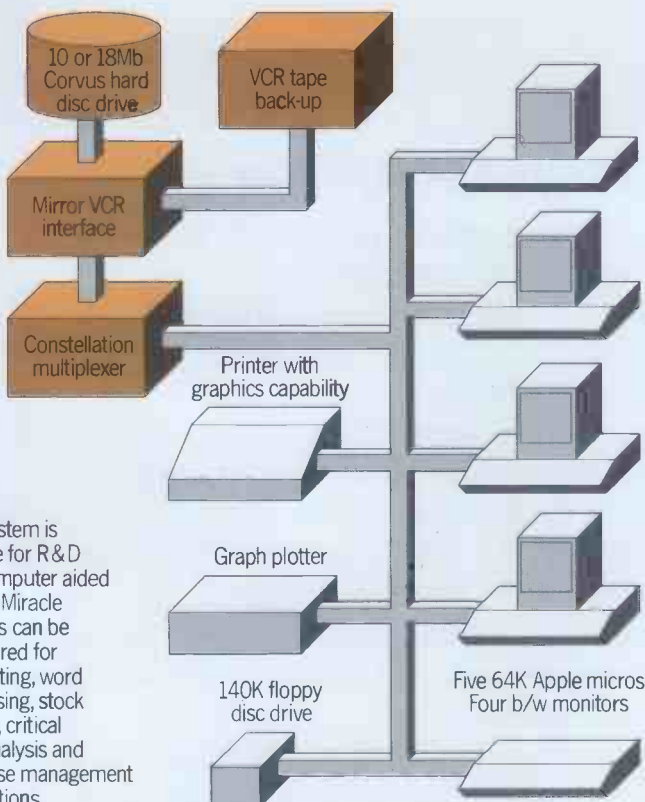 10 or 18Mb
Corvus hard
disc drive
VCR tape
back-up
Mirror VCR
interface
Constellation
multiplexer
Printer with
graphics capability
Graph plotter
140K floppy
disc drive
Five 64K Apple micros
Four b/w monitors
stem is
e for R&D
mputer aided
Miracle
s can be
red for
ting, word
sing, stock
, critical
alysis and
se management
tions